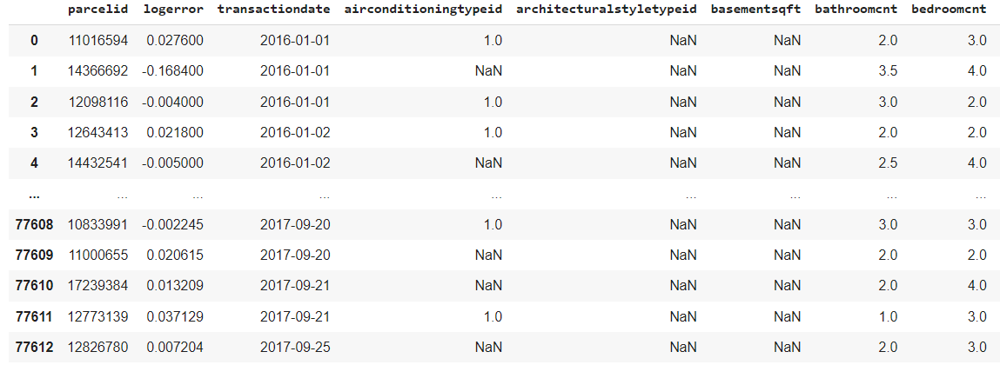 parcelid logerror transactiondate airconditioningtypeid architecturalstyletypeid basementsqft bathroomcnt bedroomcnt
0 11016594 0.027600 2016-01-01 1.0 NaN NaN 2.0 3.0
1 14366692 -0.168400 2016-01-01 NaN NaN NaN 3.5 4.0
2 12098116 -0.004000 2016-01-01 1.0 NaN NaN 3.0 2.0
3 12643413 0.021800 2016-01-02 1.0 NaN NaN 2.0 2.0
4 14432541 -0.005000 2016-01-02 NaN NaN NaN 2.5 4.0
... ... ... ... ... ... ... ... ...
77608 10833991 -0.002245 2017-09-20 1.0 NaN NaN 3.0 3.0
77609 11000655 0.020615 2017-09-20 NaN NaN NaN 2.0 2.0
77610 17239384 0.013209 2017-09-21 NaN NaN NaN 2.0 4.0
77611 12773139 0.037129 2017-09-21 1.0 NaN NaN 1.0 3.0
77612 12826780 0.007204 2017-09-25 NaN NaN NaN 2.0 3.0